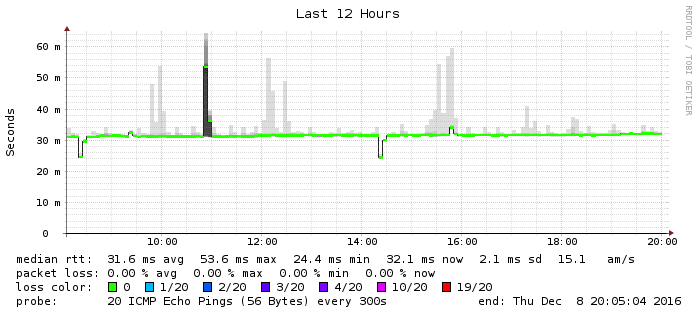 Last 12 Hours
RRDTOOL / TOBI OETIKER
Seconds
60 m
50 m
40 m
30 m
20 m
10 m
0
10:00 12:00 14:00 16:00 18:00 20:00
median rtt: 31.6 ms avg 53.6 ms max 24.4 ms min 32.1 ms now 2.1 ms sd 15.1 am/s
packet loss: 0.00 % avg 0.00 % max 0.00 % min 0.00 % now
loss color: 0 1/20 2/20 3/20 4/20 10/20 19/20
probe: 20 ICMP Echo Pings (56 Bytes) every 300s end: Thu Dec 8 20:05:04 2016